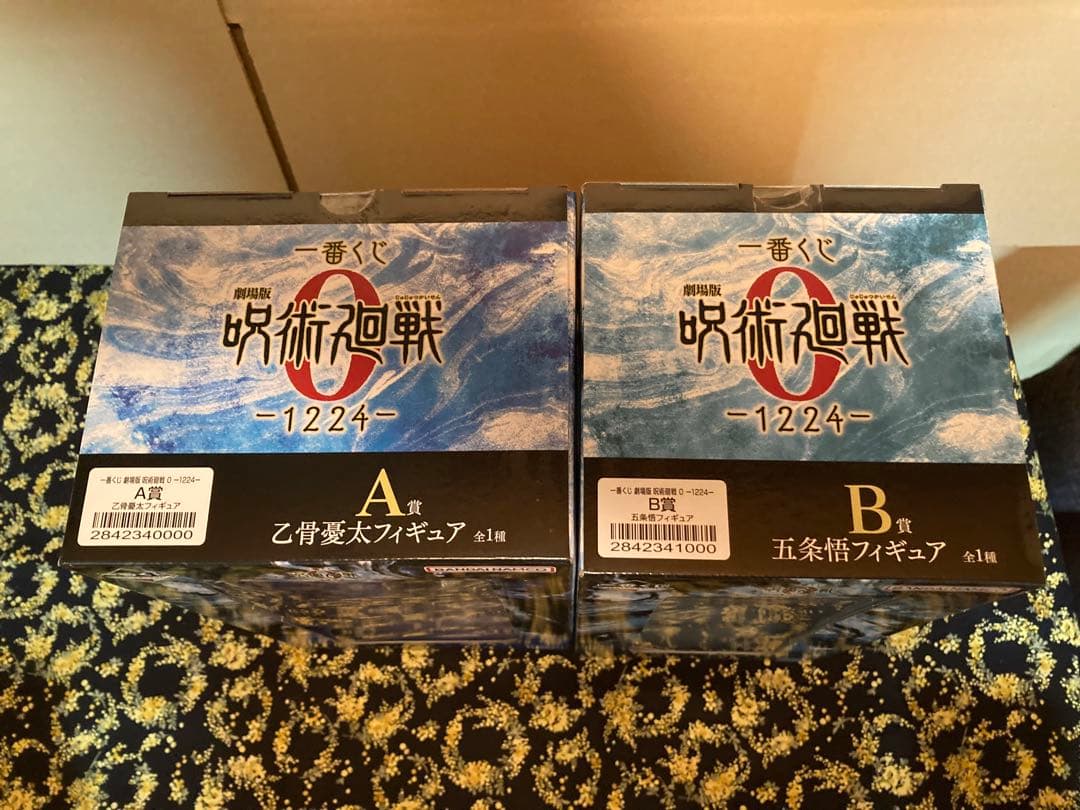 一番くじ
劇場版
じゅじゅつかいせん
呪術廻戦
0
-1224-
A賞
乙骨憂太フィギュア 全1種
一番くじ 劇場版 呪術廻戦 0 -1224-
A賞
乙骨憂太フィギュア
2842340000
BANDAI NAMCO
一番くじ
劇場版
じゅじゅつかいせん
呪術廻戦
0
-1224-
B賞
五条悟フィギュア 全1種
一番くじ 劇場版 呪術廻戦 0 -1224-
B賞
五条悟フィギュア
2842341000